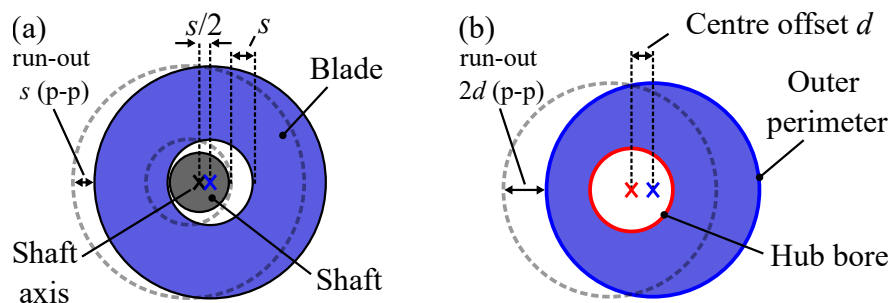 (a)
s/2
s
run-out
s (p-p)
Blade
Shaft
axis
Shaft
(b)
Centre offset d
run-out
2d (p-p)
Outer
perimeter
Hub bore